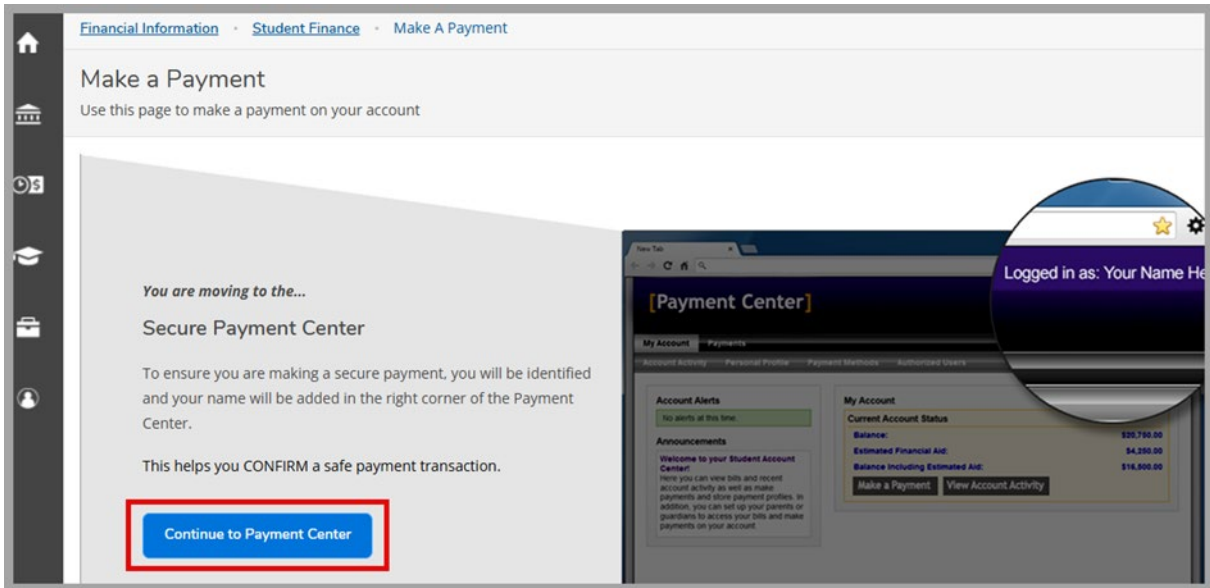 Financial Information · Student Finance · Make A Payment
Make a Payment
Use this page to make a payment on your account
You are moving to the...
Secure Payment Center
To ensure you are making a secure payment, you will be identified
and your name will be added in the right corner of the Payment
Center.
This helps you CONFIRM a safe payment transaction.
Continue to Payment Center
New Tab
Logged in as: Your Name He
[Payment Center]
My Account Payments
Account Activity Personal Profile Payment Methods Authorized Users
Account Alerts
No alerts at this time.
Announcements
Welcome to your Student Account
Center!
Here you can view bills and recent
account activity as well as make
payments and store payment profiles. In
addition, you can set up your parents or
guardians to access your bills and make
payments on your account.
My Account
Current Account Status
Balance: $20,750.00
Estimated Financial Aid: $4,250.00
Balance Including Estimated Aid: $16,500.00
Make a Payment View Account Activity